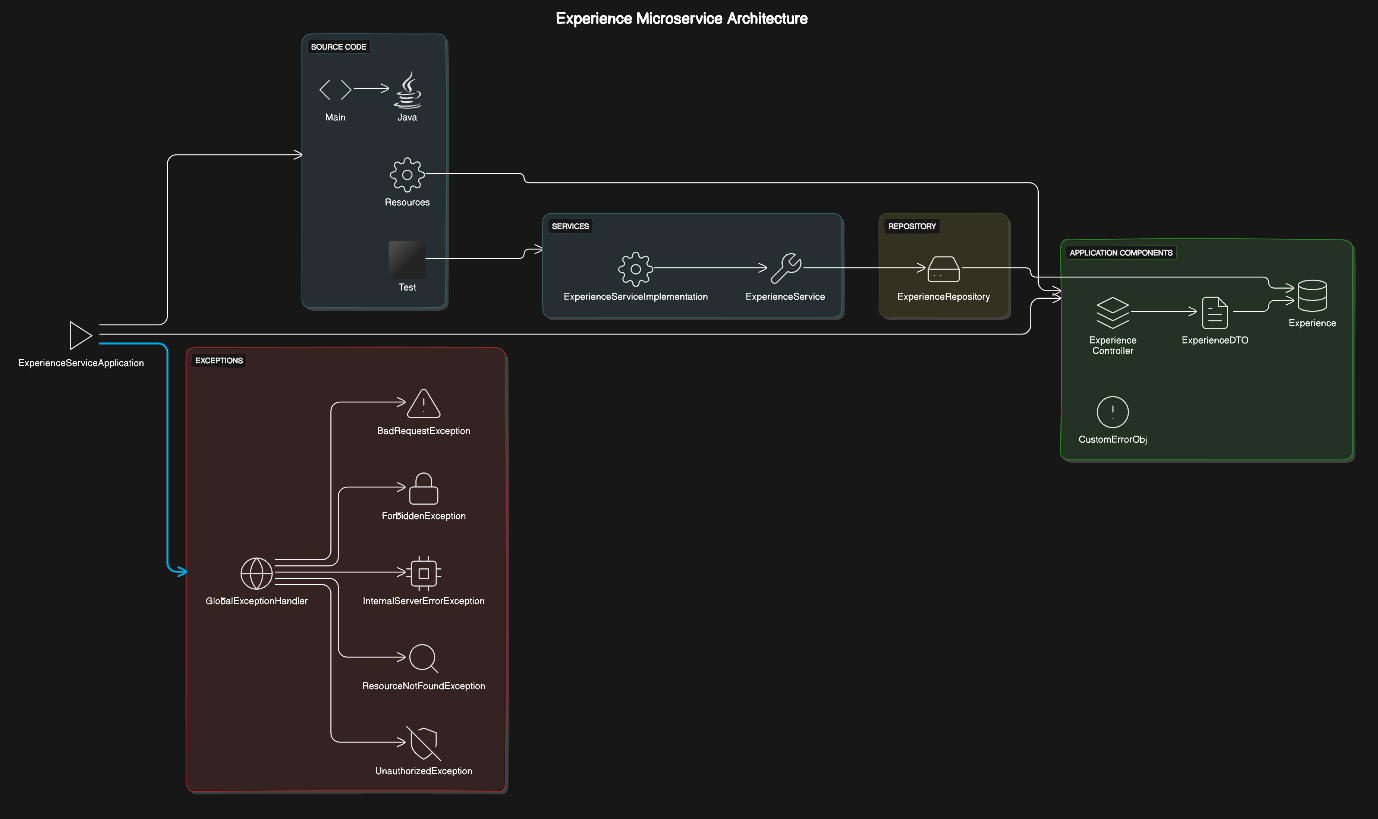 Experience Microservice Architecture
SOURCE CODE
Main
Java
Resources
Test
SERVICES
ExperienceServiceImplementation
ExperienceService
REPOSITORY
ExperienceRepository
APPLICATION COMPONENTS
Experience
Controller
ExperienceDTO
Experience
CustomErrorObj
ExperienceServiceApplication
EXCEPTIONS
BadRequestException
ForbiddenException
GlobalExceptionHandler
InternalServerErrorException
ResourceNotFoundException
UnauthorizedException